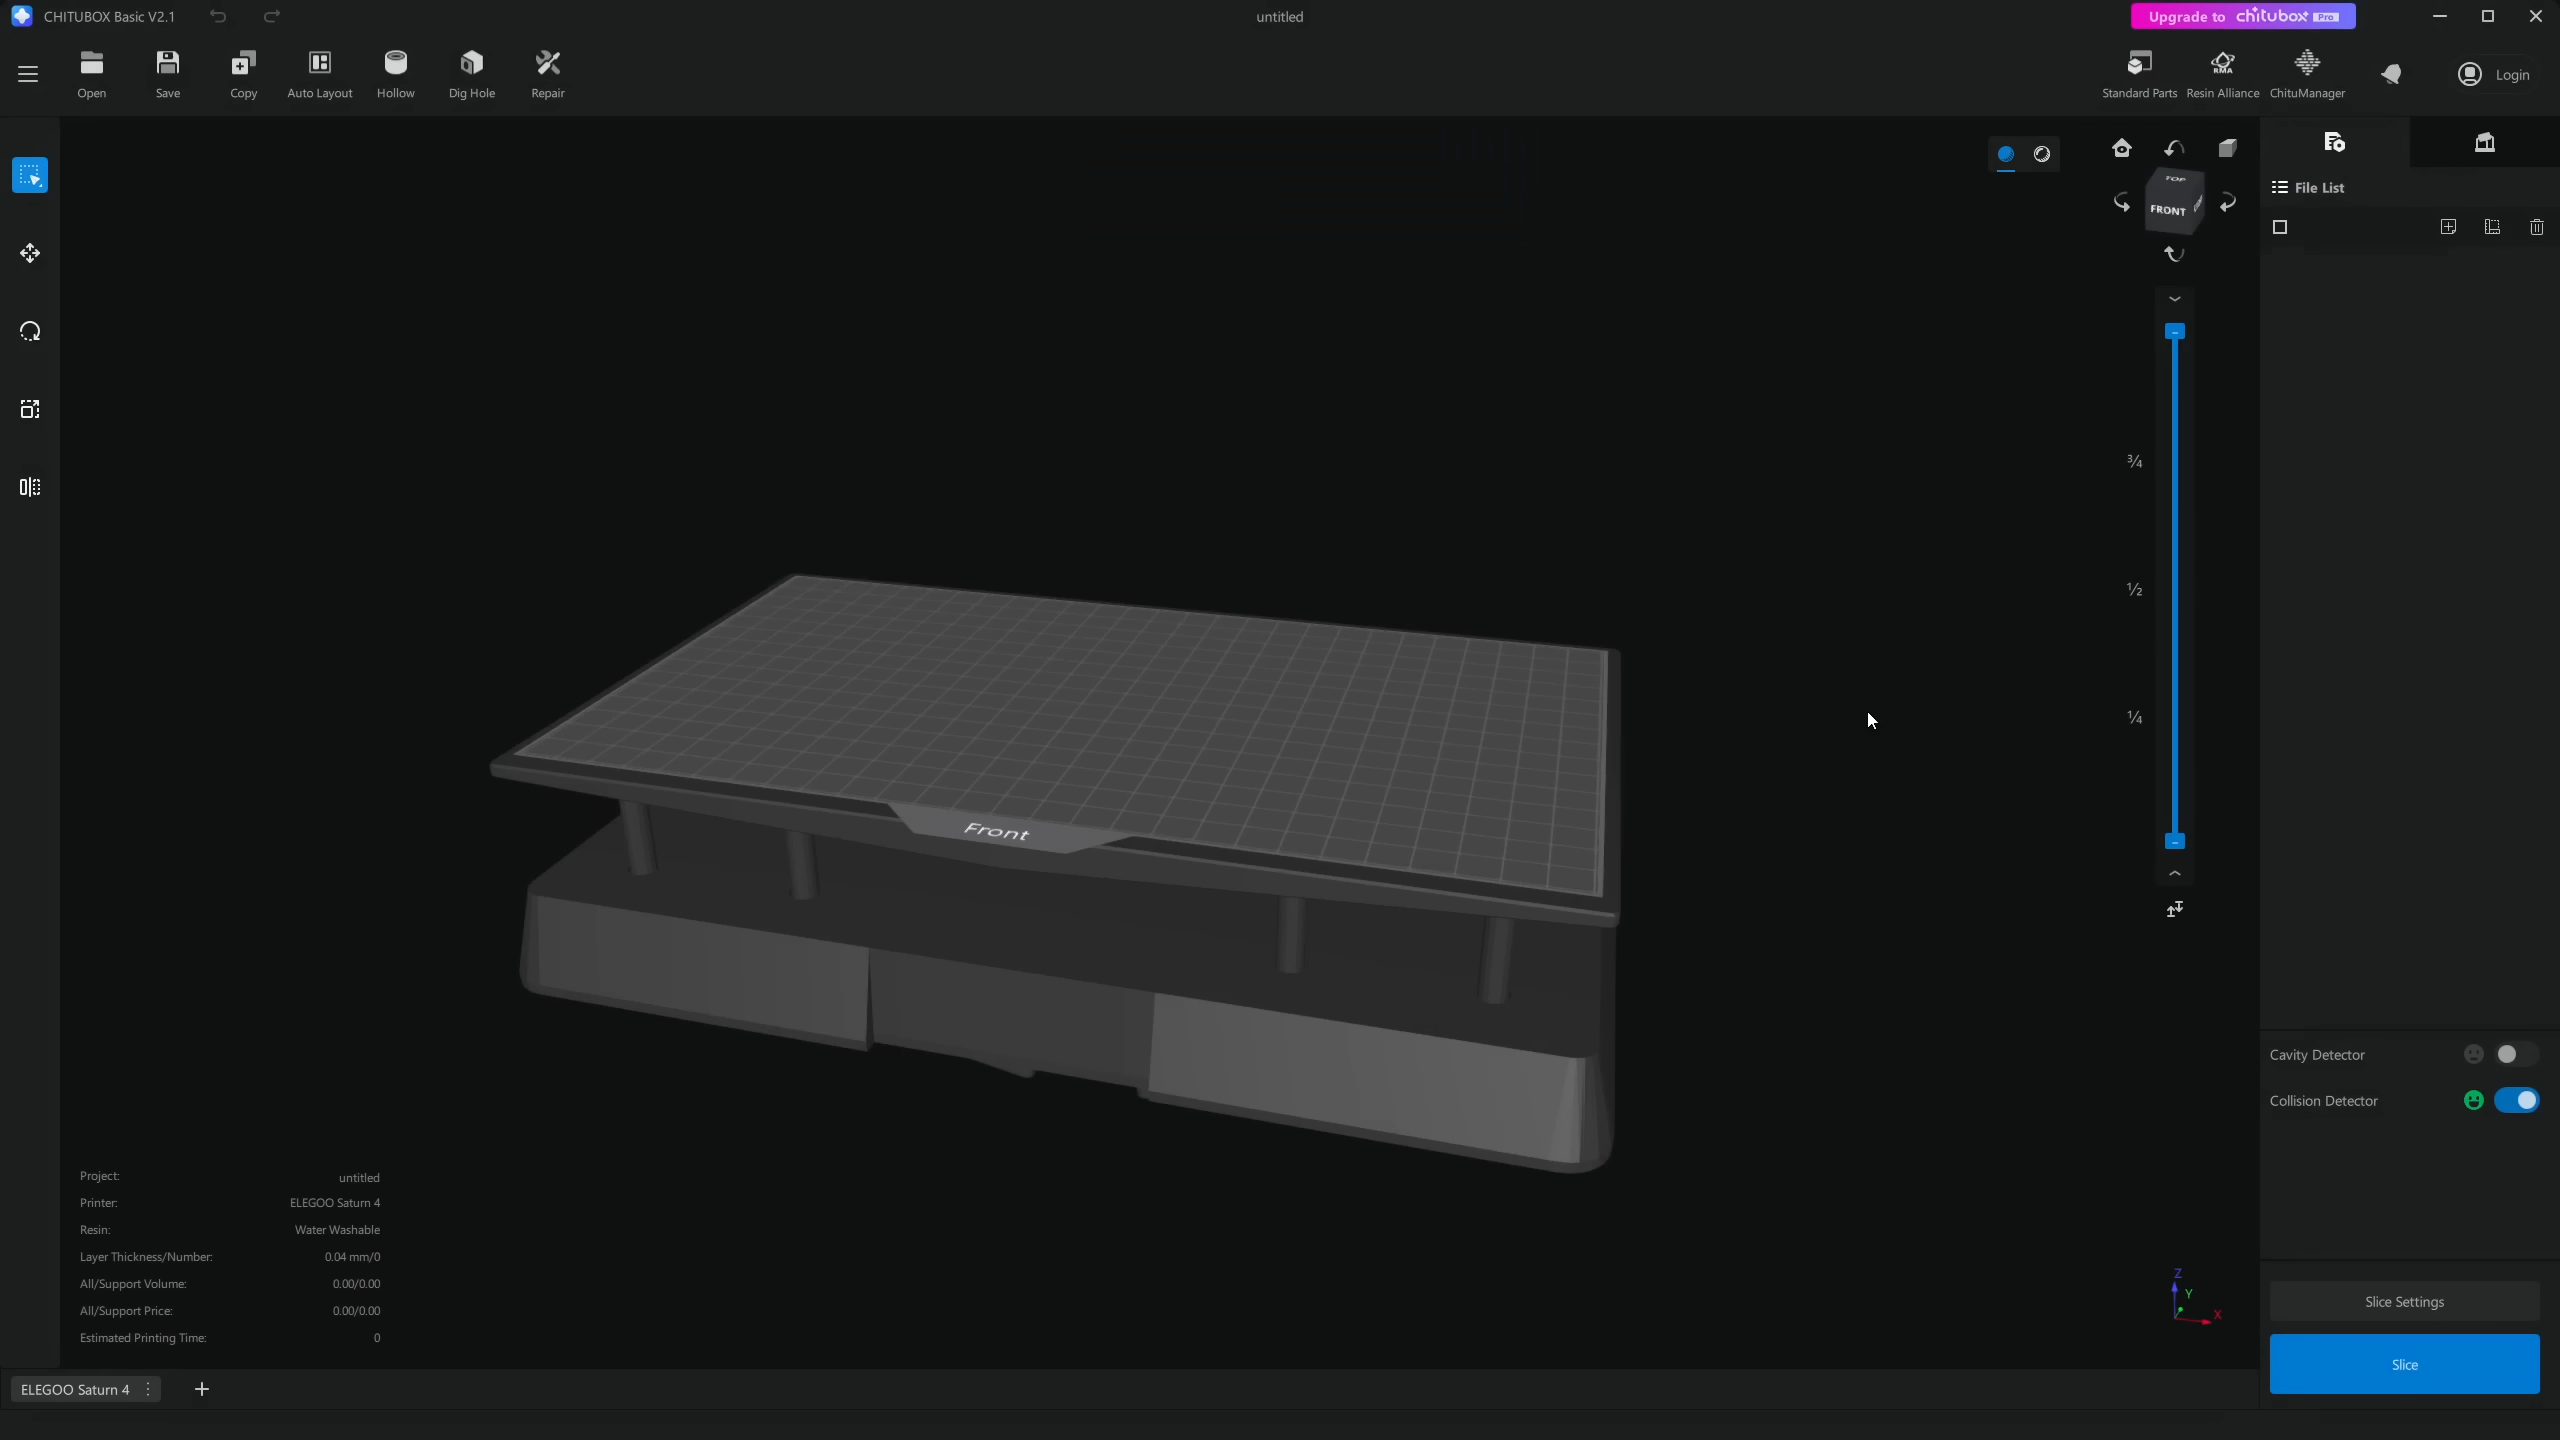 CHITUBOX Basic V2.1
untitled
Upgrade to chitubox Pro
Open
Save
Copy
Auto Layout
Hollow
Dig Hole
Repair
Standard Parts
Resin Alliance
ChituManager
Login
RMA
File List
TOP
FRONT
¾
½
¼
Front
Cavity Detector
Collision Detector
Project: untitled
Printer: ELEGOO Saturn 4
Resin: Water Washable
Layer Thickness/Number: 0.04 mm/0
All/Support Volume: 0.00/0.00
All/Support Price: 0.00/0.00
Estimated Printing Time: 0
Z
Y
X
Slice Settings
Slice
ELEGOO Saturn 4